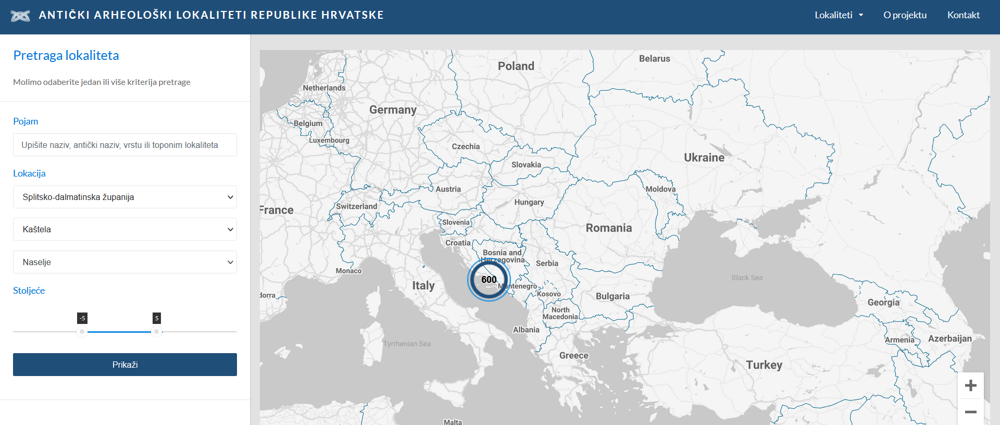 ANTIČKI ARHEOLOŠKI LOKALITETI REPUBLIKE HRVATSKE
Lokaliteti
O projektu
Kontakt
Pretraga lokaliteta
Molimo odaberite jedan ili više kriterija pretrage
Pojam
Upišite naziv, antički naziv, vrstu ili toponim lokaliteta
Lokacija
Splitsko-dalmatinska županija
Kaštela
Naselje
Stoljeće
-5
5
Prikaži
Belarus
Poland
Netherlands
Germany
Belgium
Luxembourg
Czechia
Ukraine
Slovakia
Austria
Moldova
Hungary
Switzerland
France
Slovenia
Romania
Croatia
Bosnia and
Herzegovina
Serbia
Monaco
Black Sea
600
Italy
Montenegro
Kosovo
dorra
Bulgaria
Georgia
North
Macedonia
Albania
Armenia
Azerbaijan
Tyrrhenian Sea
Greece
Turkey
Malta
+
−